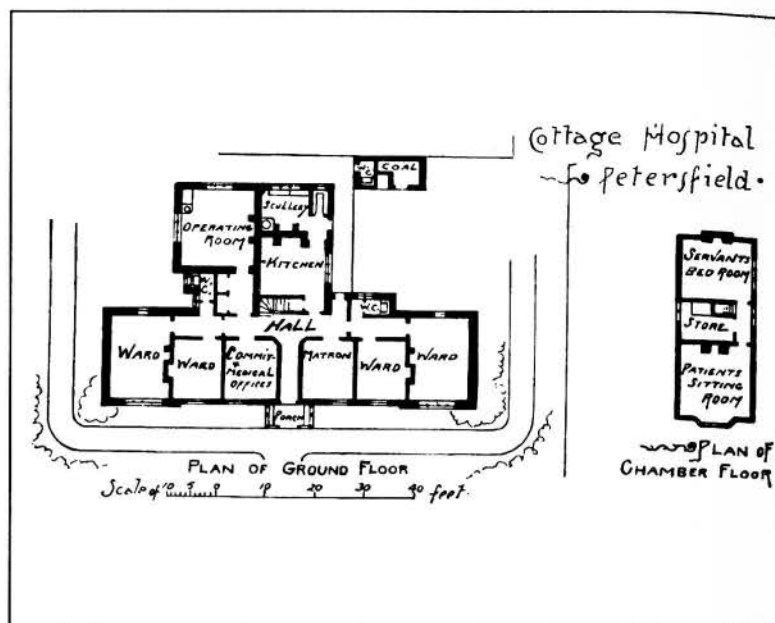 Cottage Hospital
Petersfield.
W.C.
COAL
SCULLERY
OPERATING
ROOM
KITCHEN
W.C.
W.C.
HALL
WARD
WARD
COMMIT-
+
MEDICAL
OFFICES
MATRON
WARD
WARD
PORCH
PLAN OF GROUND FLOOR
Scale of 10 5 0 10 20 30 40 feet.
SERVANTS
BED ROOM
STORE
PATIENTS
SITTING
ROOM
PLAN OF
CHAMBER FLOOR